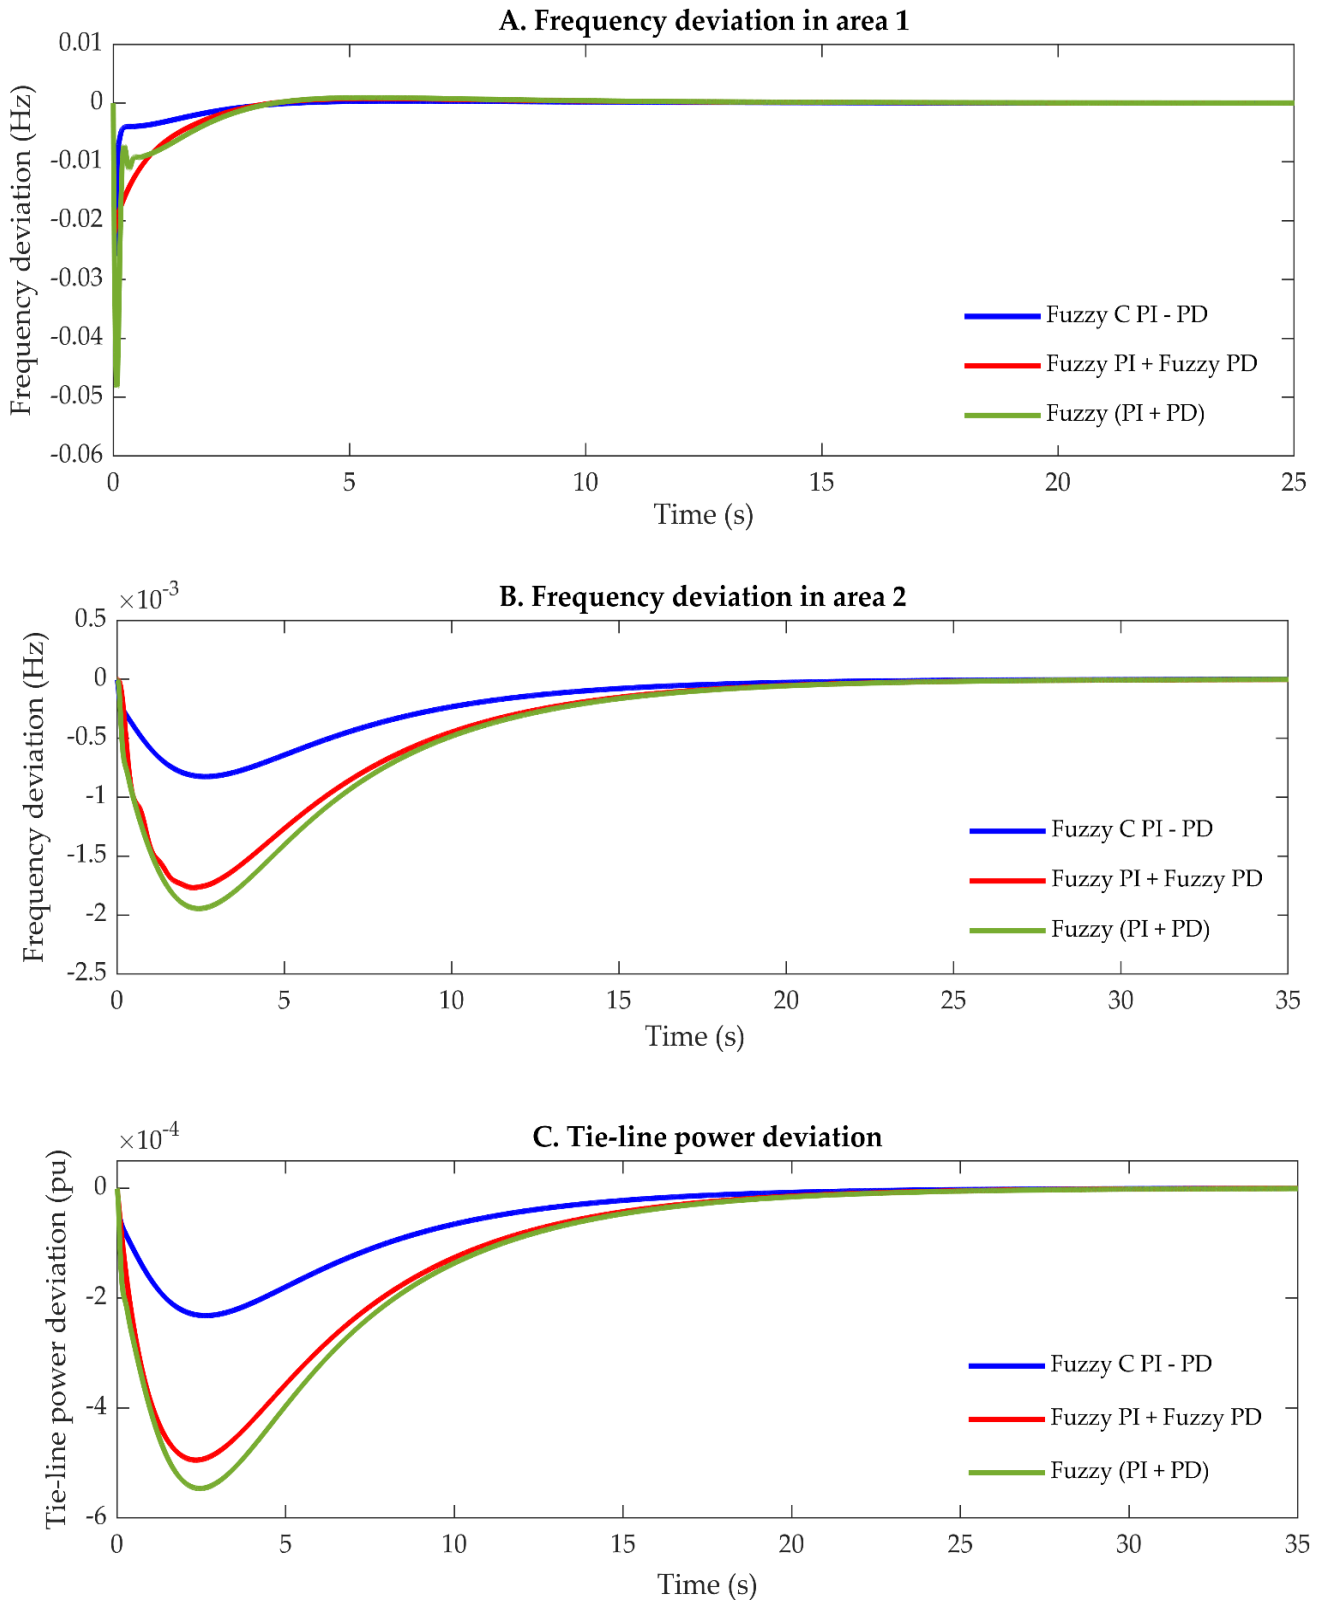 A. Frequency deviation in area 1
Frequency deviation (Hz)
0.01
0
-0.01
-0.02
-0.03
-0.04
-0.05
-0.06
Fuzzy C PI - PD
Fuzzy PI + Fuzzy PD
Fuzzy (PI + PD)
0 5 10 15 20 25
Time (s)
×10-3
B. Frequency deviation in area 2
Frequency deviation (Hz)
0.5
0
-0.5
-1
-1.5
-2
-2.5
Fuzzy C PI - PD
Fuzzy PI + Fuzzy PD
Fuzzy (PI + PD)
0 5 10 15 20 25 30 35
Time (s)
×10-4
C. Tie-line power deviation
Tie-line power deviation (pu)
0
-2
-4
-6
Fuzzy C PI - PD
Fuzzy PI + Fuzzy PD
Fuzzy (PI + PD)
0 5 10 15 20 25 30 35
Time (s)